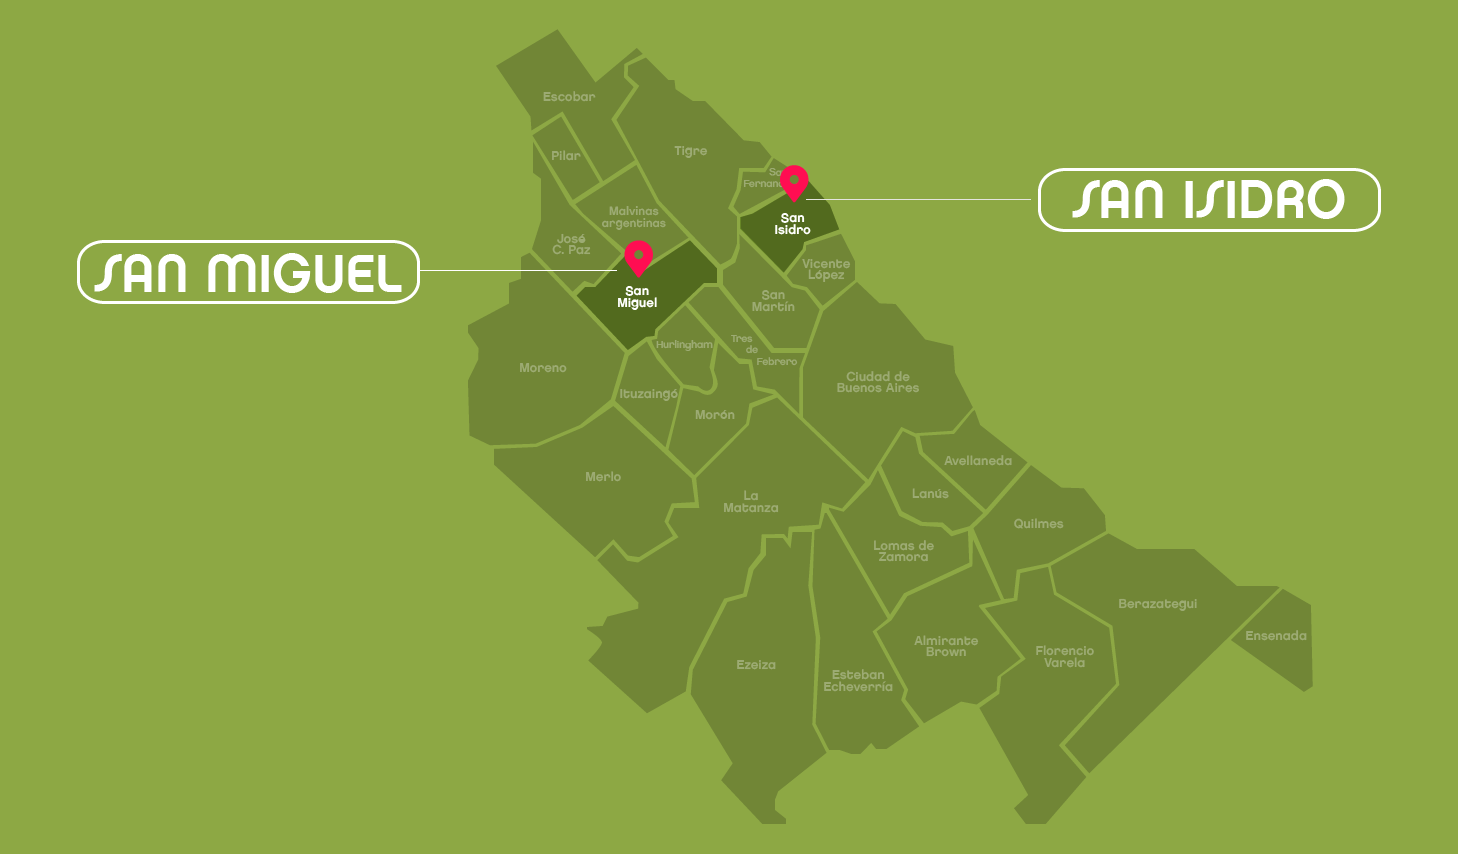 Escobar
Pilar
Tigre
Sa
Fernan
SAN ISIDRO
San
Isidro
Malvinas
argentinas
José
C. Paz
SAN MIGUEL
Vicente
López
San
Miguel
San
Martín
Tres
de
Febrero
Hurlingham
Moreno
Ituzaingó
Morón
Ciudad de
Buenos Aires
Merlo
La
Matanza
Avellaneda
Lanús
Quilmes
Lomas de
Zamora
Berazategui
Ensenada
Almirante
Brown
Florencio
Varela
Ezeiza
Esteban
Echeverría